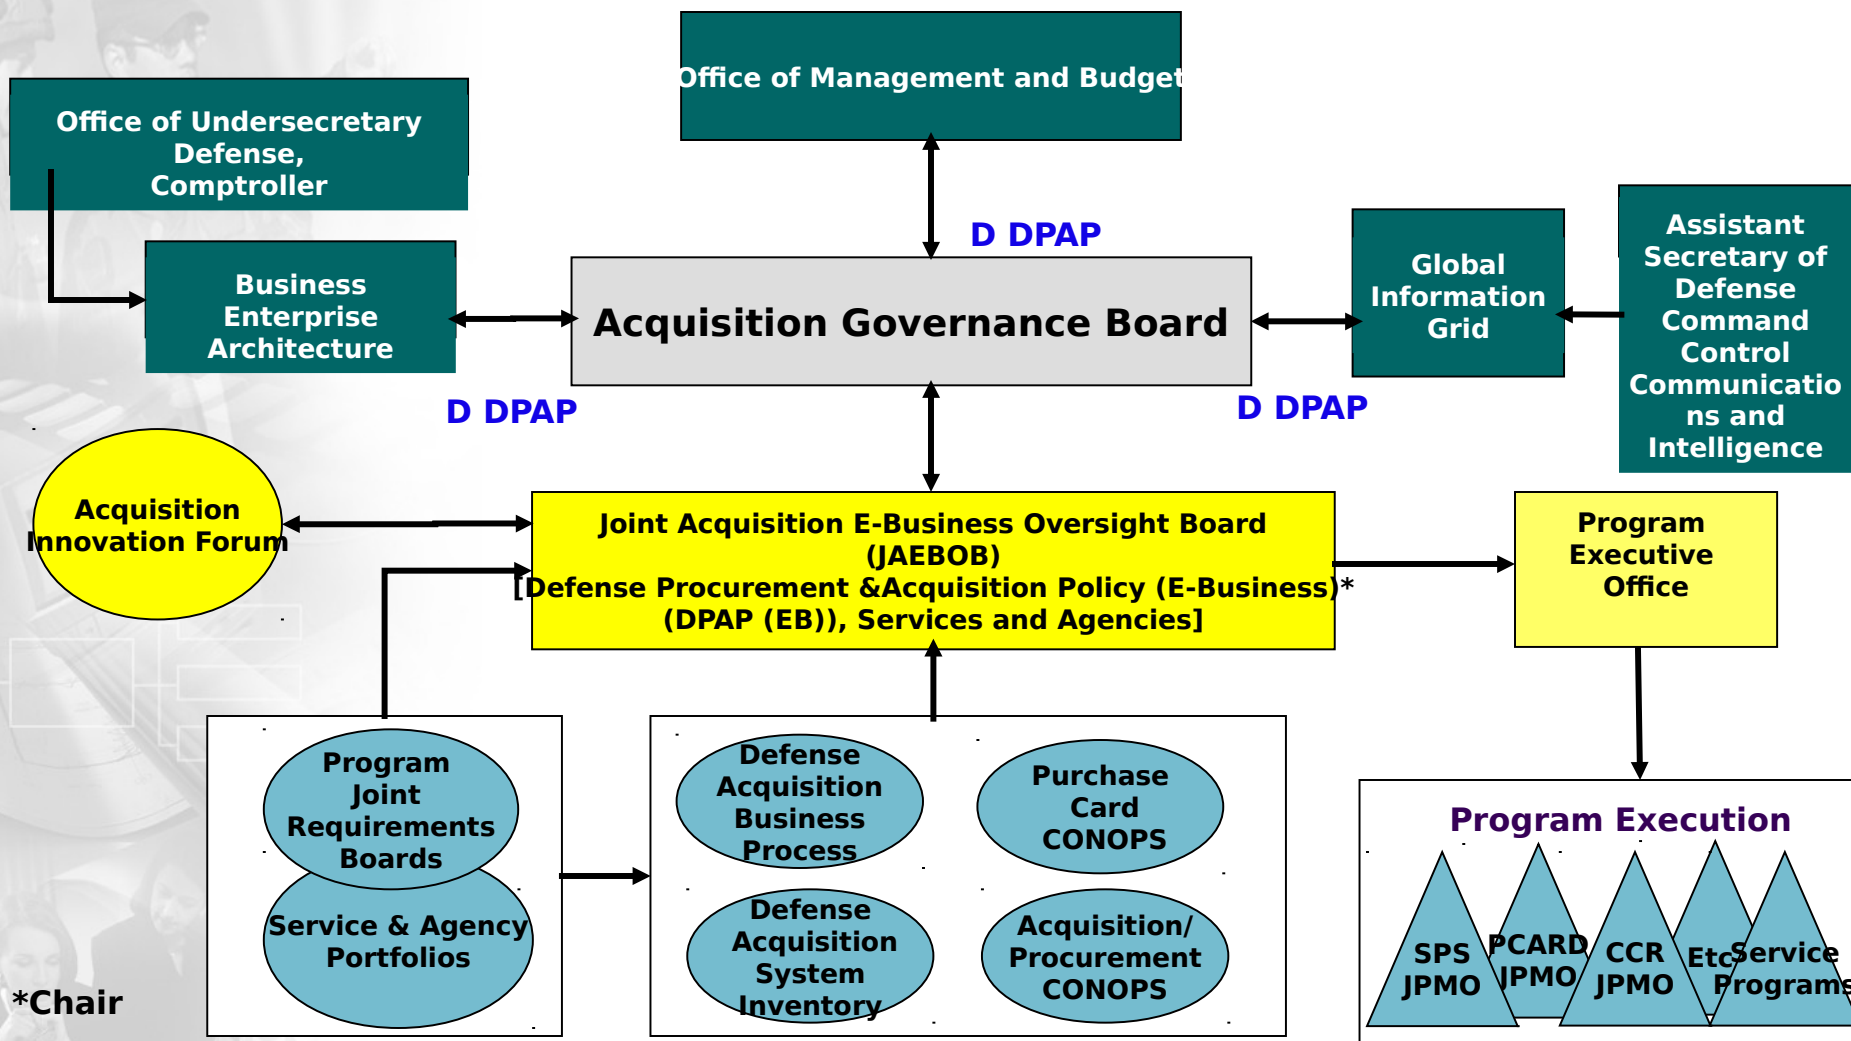 Office of Management and Budget
Office of Undersecretary
Defense,
Comptroller
D DPAP
Business
Enterprise
Architecture
Acquisition Governance Board
Global
Information
Grid
Assistant
Secretary of
Defense
Command
Control
Communicatio
ns and
Intelligence
D DPAP
D DPAP
Acquisition
Innovation Forum
Joint Acquisition E-Business Oversight Board
(JAEBOB)
[Defense Procurement &Acquisition Policy (E-Business)*
(DPAP (EB)), Services and Agencies]
Program
Executive
Office
Program
Joint
Requirements
Boards
Service & Agency
Portfolios
Defense
Acquisition
Business
Process
Purchase
Card
CONOPS
Defense
Acquisition
System
Inventory
Acquisition/
Procurement
CONOPS
Program Execution
SPS
JPMO
PCARD
JPMO
CCR
JPMO
Etc
Service
Programs
*Chair